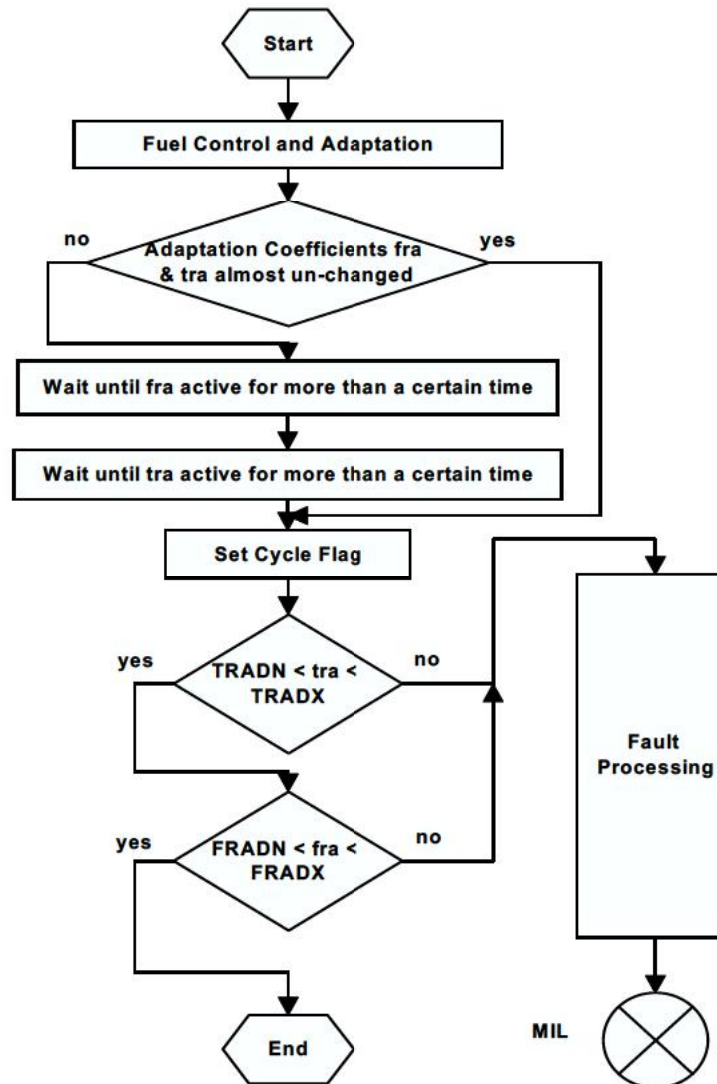 Start
Fuel Control and Adaptation
no
yes
Adaptation Coefficients fra
& tra almost un-changed
Wait until fra active for more than a certain time
Wait until tra active for more than a certain time
Set Cycle Flag
yes
no
TRADN < tra <
TRADX
Fault
Processing
yes
no
FRADN < fra <
FRADX
MIL
End